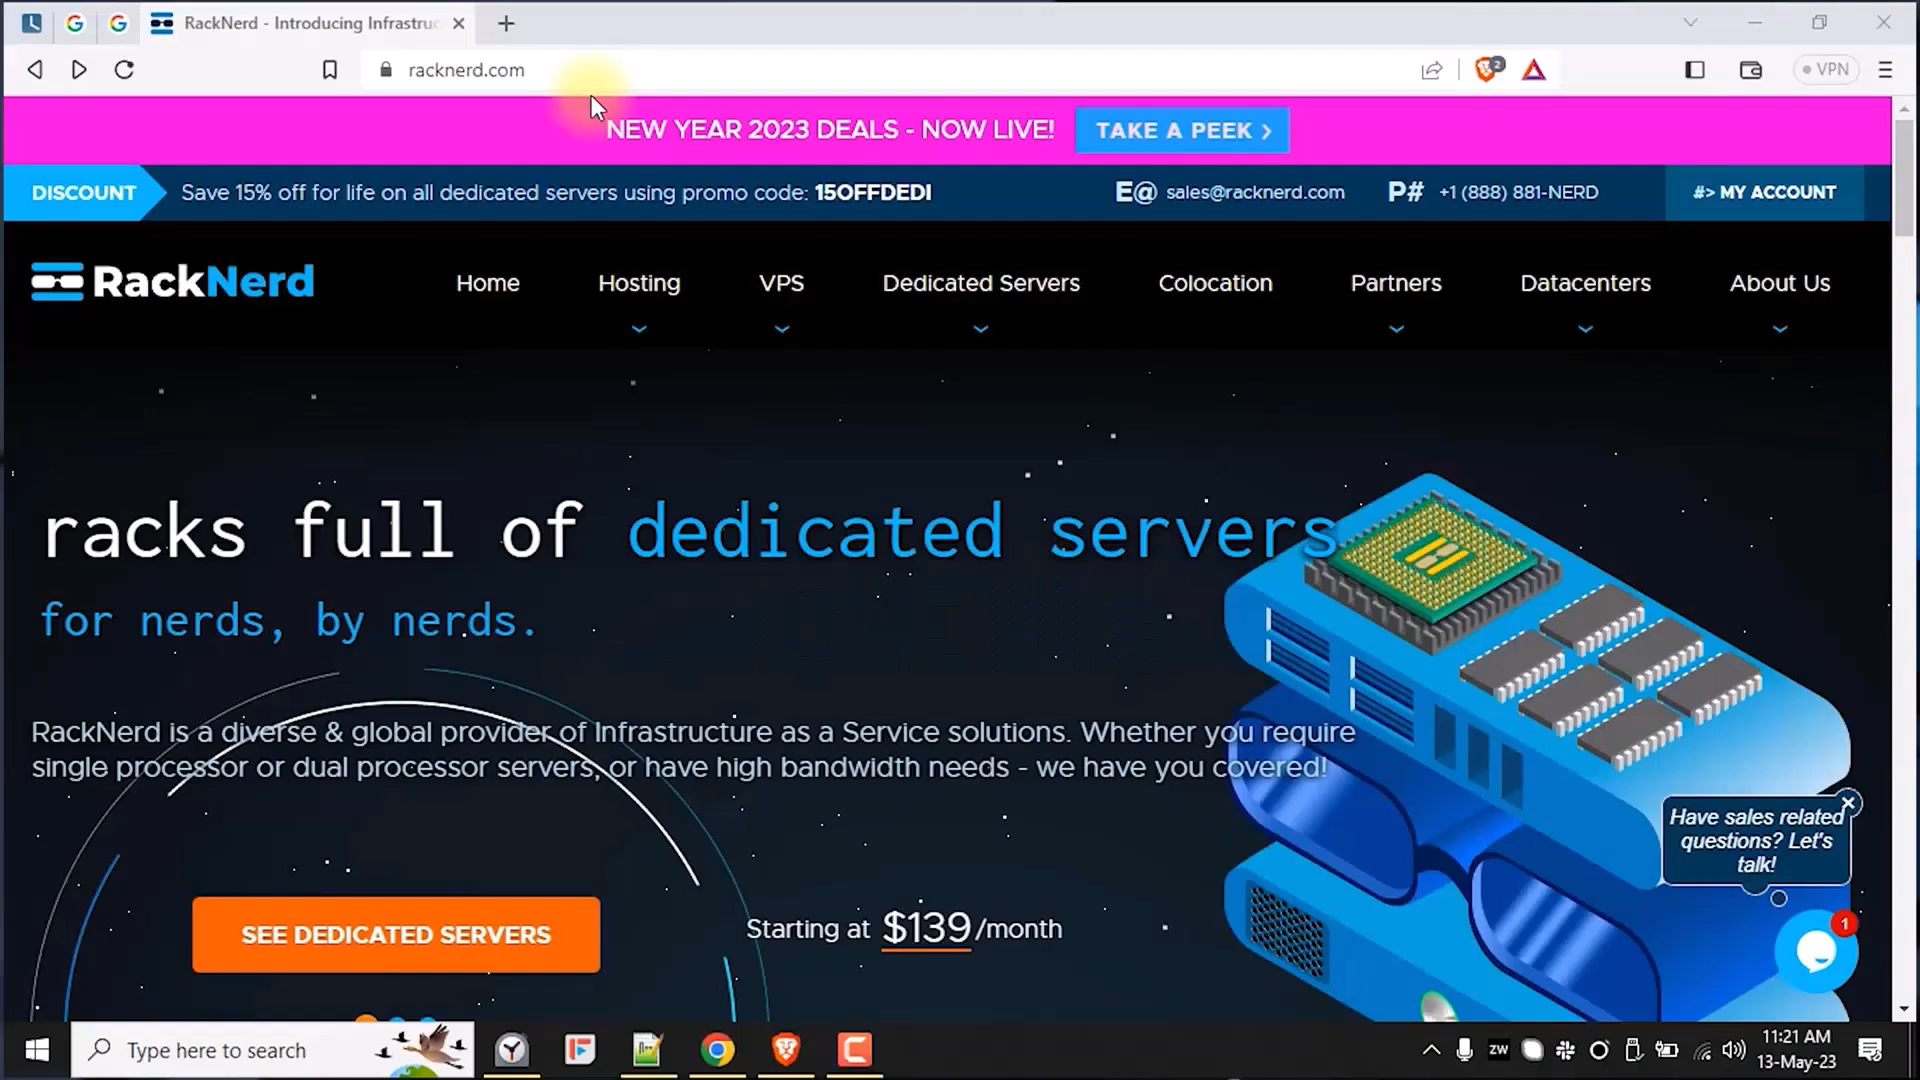 RackNerd - Introducing Infrastruc
racknerd.com
2
VPN
NEW YEAR 2023 DEALS - NOW LIVE!
TAKE A PEEK
DISCOUNT
Save 15% off for life on all dedicated servers using promo code: 15OFFDEDI
E@ sales@racknerd.com
P# +1 (888) 881-NERD
#> MY ACCOUNT
RackNerd
Home
Hosting
VPS
Dedicated Servers
Colocation
Partners
Datacenters
About Us
racks full of dedicated servers
for nerds, by nerds.
RackNerd is a diverse & global provider of Infrastructure as a Service solutions. Whether you require
single processor or dual processor servers, or have high bandwidth needs - we have you covered!
Have sales related
questions? Let's
talk!
SEE DEDICATED SERVERS
Starting at $139/month
1
Type here to search
ZW
11:21 AM
13-May-23